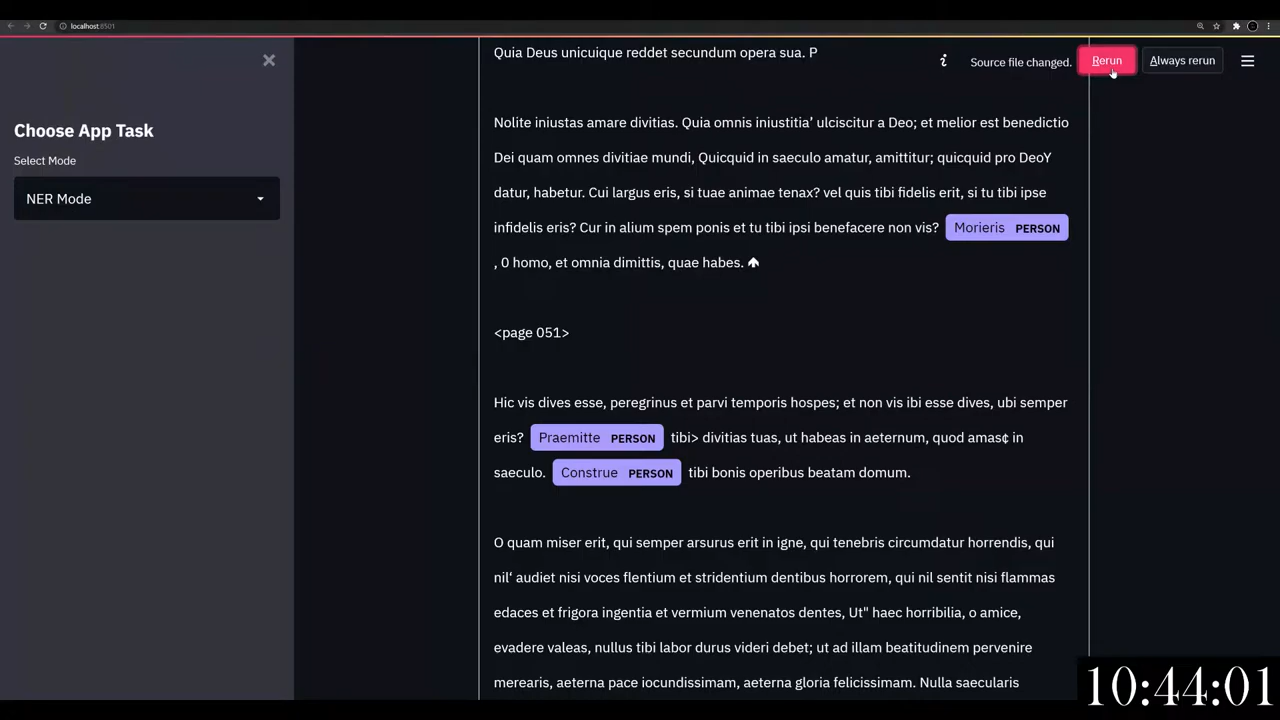 localhost:8501
Quia Deus unicuique reddet secundum opera sua. P
Source file changed.
Rerun
Always rerun
Choose App Task
Select Mode
NER Mode
Nolite iniustas amare divitias. Quia omnis iniustitia’ ulciscitur a Deo; et melior est benedictio
Dei quam omnes divitiae mundi, Quicquid in saeculo amatur, amittitur; quicquid pro DeoY
datur, habetur. Cui largus eris, si tuae animae tenax? vel quis tibi fidelis erit, si tu tibi ipse
infidelis eris? Cur in alium spem ponis et tu tibi ipsi benefacere non vis? Morieris PERSON
, 0 homo, et omnia dimittis, quae habes. 🛧
<page 051>
Hic vis dives esse, peregrinus et parvi temporis hospes; et non vis ibi esse dives, ubi semper
eris? Praemitte PERSON tibi> divitias tuas, ut habeas in aeternum, quod amas¢ in
saeculo. Construe PERSON tibi bonis operibus beatam domum.
O quam miser erit, qui semper arsurus erit in igne, qui tenebris circumdatur horrendis, qui
nil‘ audiet nisi voces flentium et stridentium dentibus horrorem, qui nil sentit nisi flammas
edaces et frigora ingentia et vermium venenatos dentes, Ut" haec horribilia, o amice,
evadere valeas, nullus tibi labor durus videri debet; ut ad illam beatitudinem pervenire
merearis, aeterna pace iocundissimam, aeterna gloria felicissimam. Nulla saecularis
10:44:01